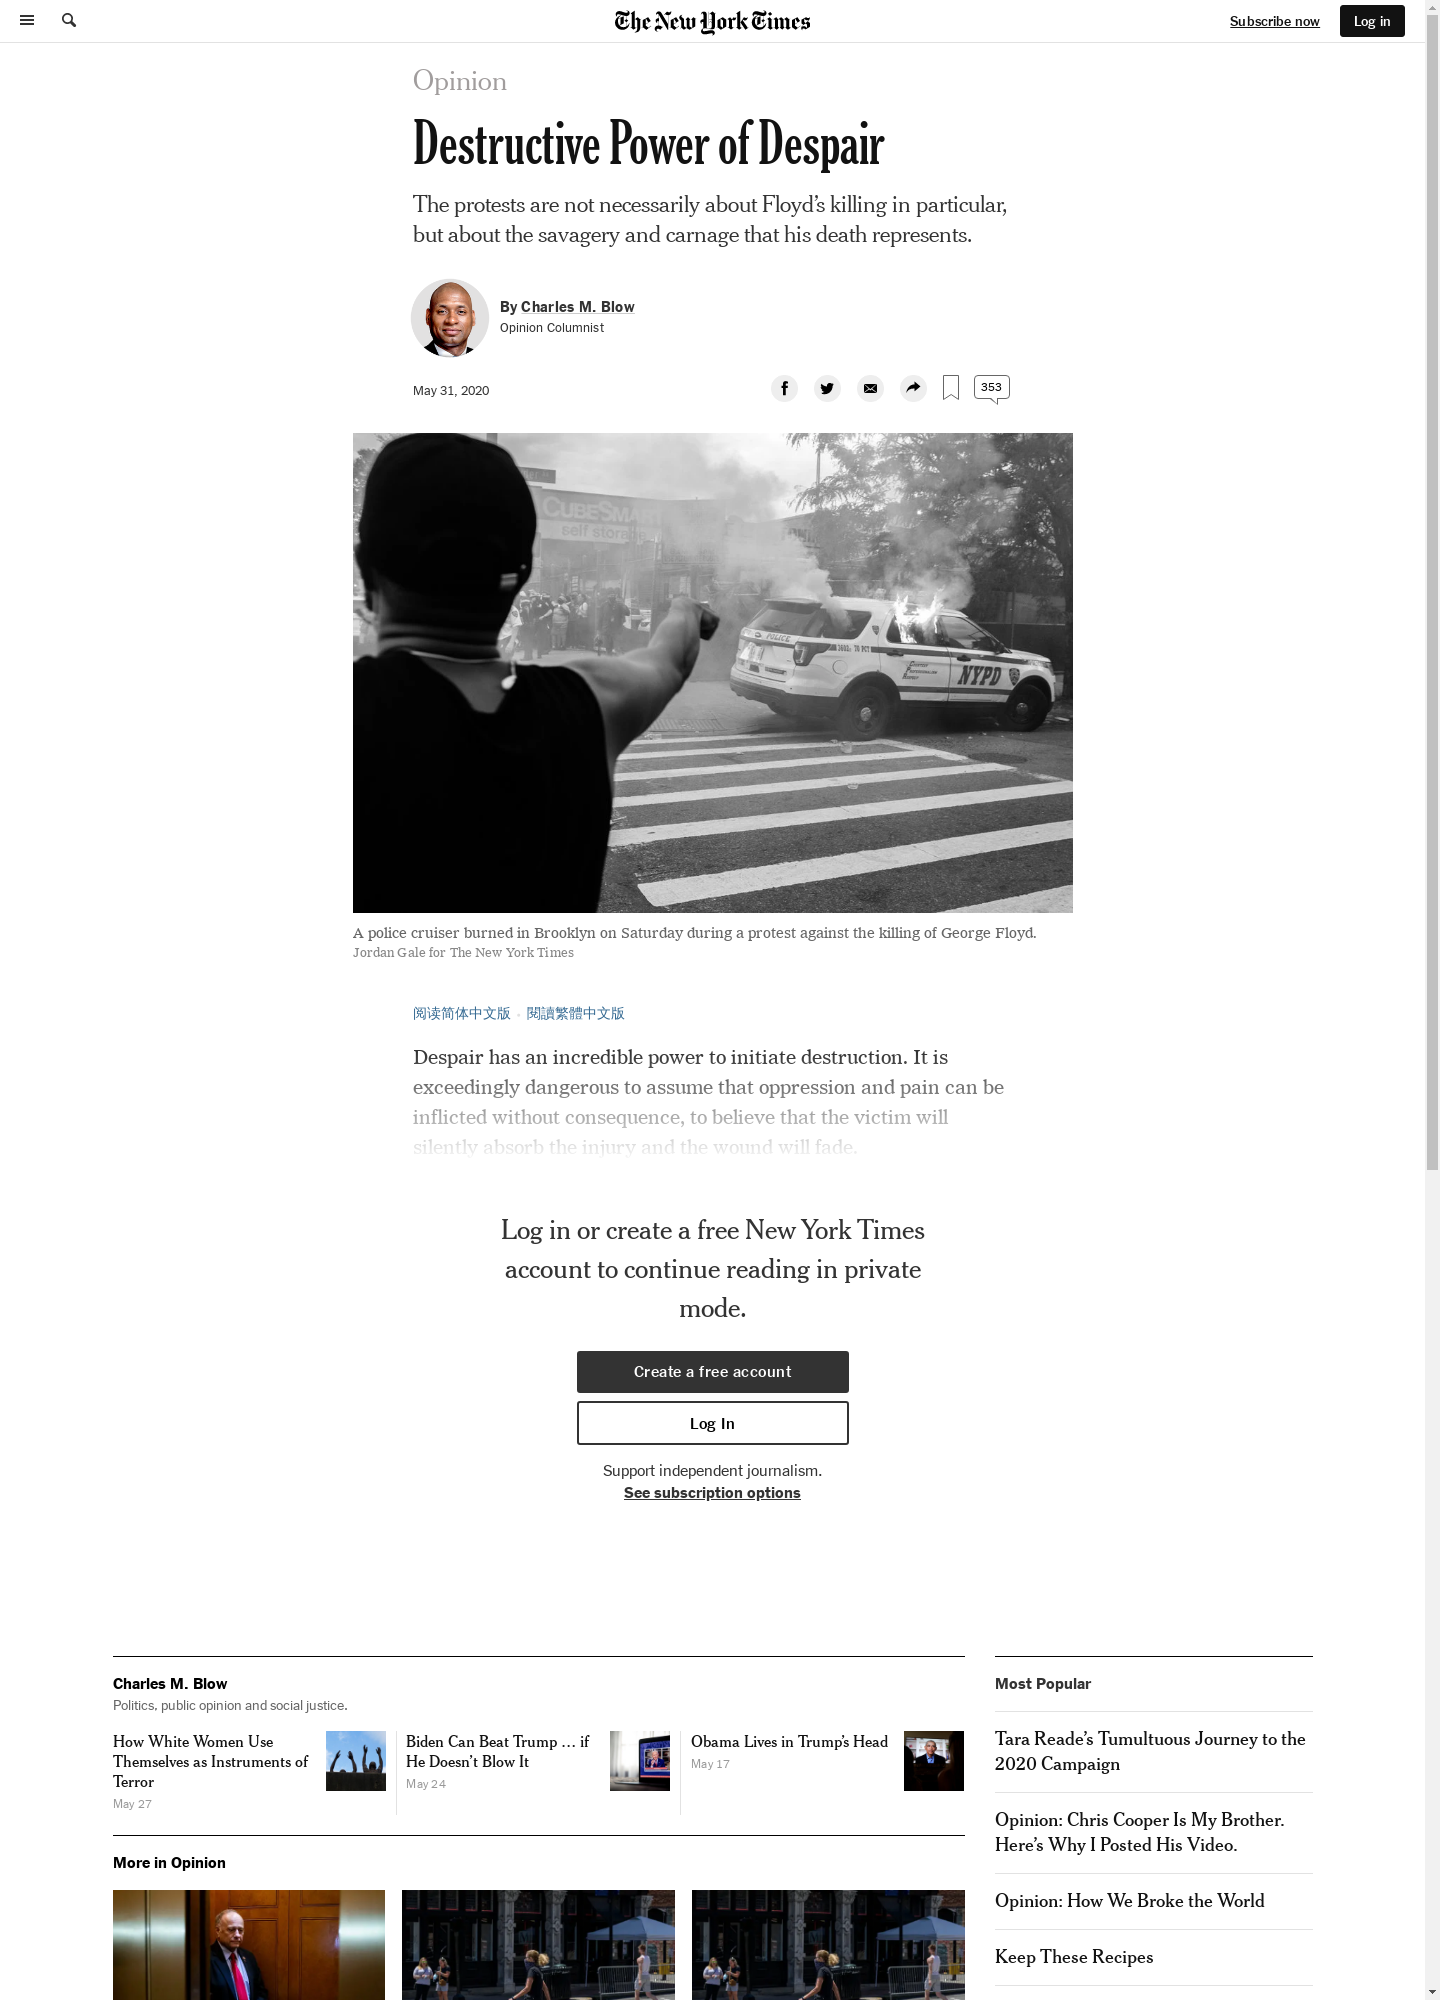 The New York Times
Subscribe now
Log in
Opinion
Destructive Power of Despair
The protests are not necessarily about Floyd’s killing in particular,
but about the savagery and carnage that his death represents.
By Charles M. Blow
Opinion Columnist
May 31, 2020
353
CUBESMART
self storage
POLICE
3602
78 PCT
COURTESY
PROFESSIONALISM
RESPECT
NYPD
A police cruiser burned in Brooklyn on Saturday during a protest against the killing of George Floyd.
Jordan Gale for The New York Times
阅读简体中文版 • 閱讀繁體中文版
Despair has an incredible power to initiate destruction. It is
exceedingly dangerous to assume that oppression and pain can be
inflicted without consequence, to believe that the victim will
silently absorb the injury and the wound will fade.
Log in or create a free New York Times
account to continue reading in private
mode.
Create a free account
Log In
Support independent journalism.
See subscription options
Charles M. Blow
Politics, public opinion and social justice.
How White Women Use
Themselves as Instruments of
Terror
May 27
Biden Can Beat Trump … if
He Doesn’t Blow It
May 24
Obama Lives in Trump’s Head
May 17
More in Opinion
Most Popular
Tara Reade’s Tumultuous Journey to the
2020 Campaign
Opinion: Chris Cooper Is My Brother.
Here’s Why I Posted His Video.
Opinion: How We Broke the World
Keep These Recipes